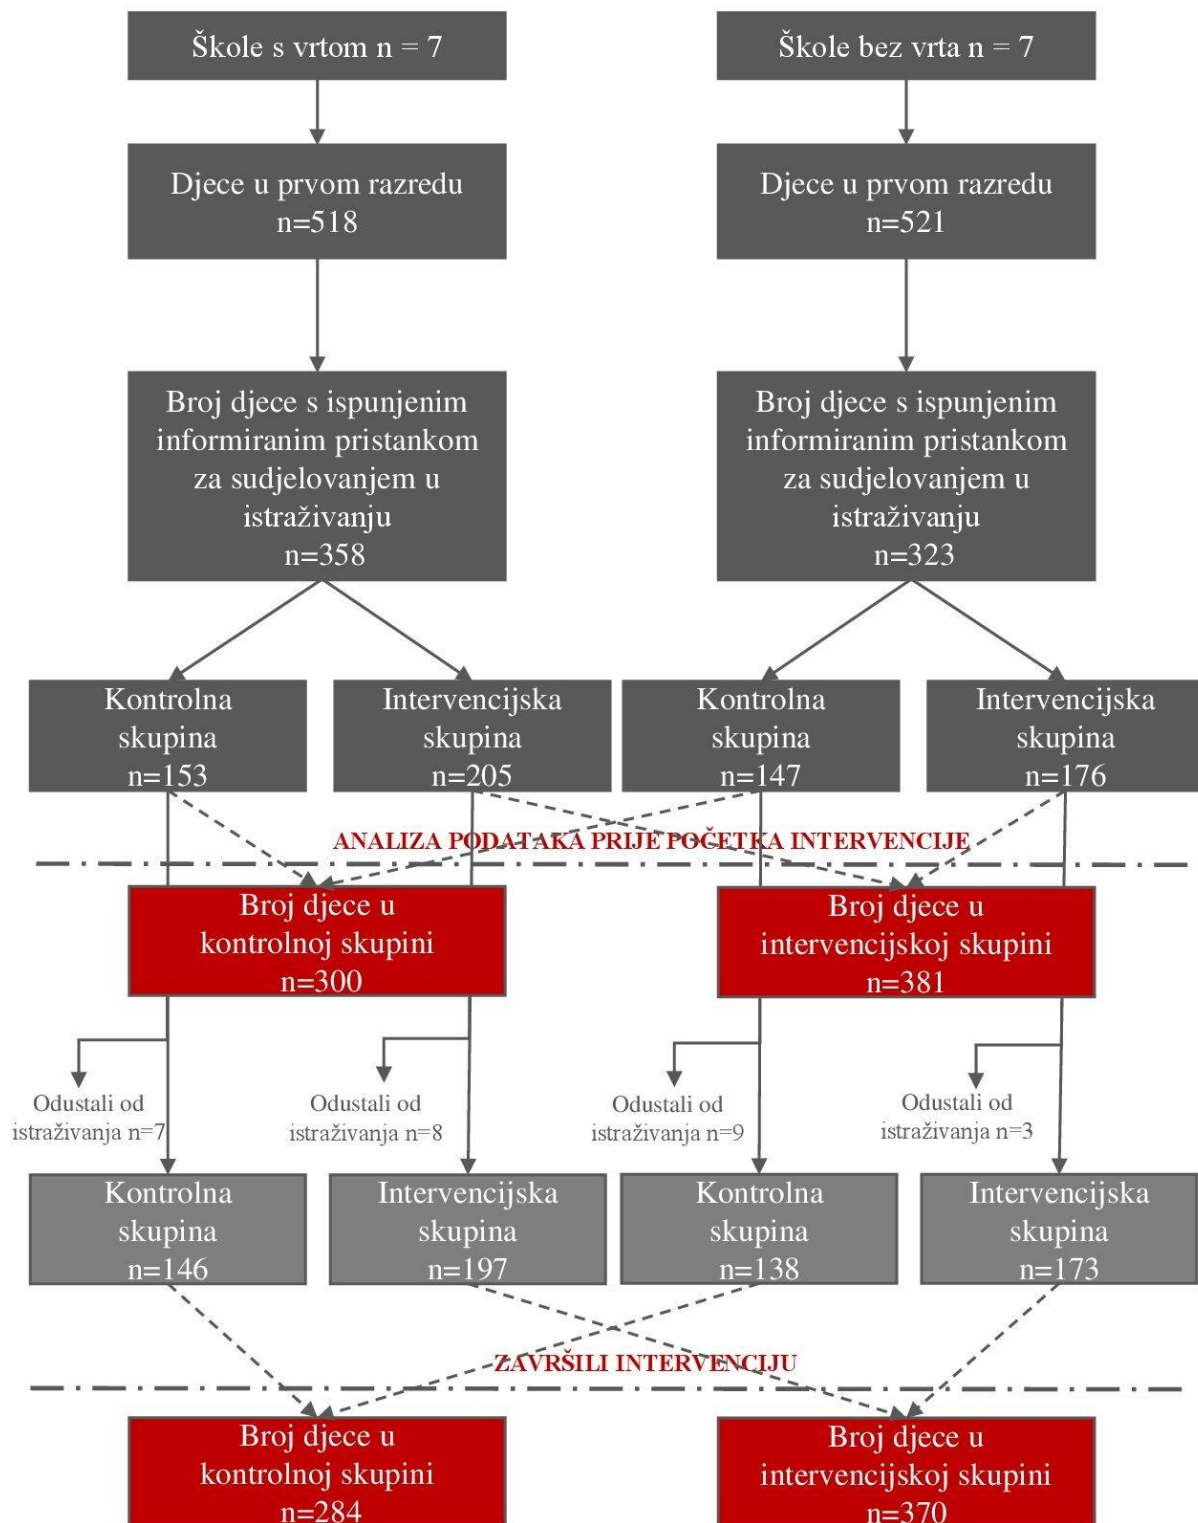 Škole s vrtom n = 7
Škole bez vrta n = 7
Djece u prvom razredu
n=518
Djece u prvom razredu
n=521
Broj djece s ispunjenim
informiranim pristankom
za sudjelovanjem u
istraživanju
n=358
Broj djece s ispunjenim
informiranim pristankom
za sudjelovanjem u
istraživanju
n=323
Kontrolna
skupina
n=153
Intervencijska
skupina
n=205
Kontrolna
skupina
n=147
Intervencijska
skupina
n=176
ANALIZA PODATAKA PRIJE POČETKA INTERVENCIJE
Broj djece u
kontrolnoj skupini
n=300
Broj djece u
intervencijskoj skupini
n=381
Odustali od
istraživanja n=7
Odustali od
istraživanja n=8
Odustali od
istraživanja n=9
Odustali od
istraživanja n=3
Kontrolna
skupina
n=146
Intervencijska
skupina
n=197
Kontrolna
skupina
n=138
Intervencijska
skupina
n=173
ZAVRŠILI INTERVENCIJU
Broj djece u
kontrolnoj skupini
n=284
Broj djece u
intervencijskoj skupini
n=370